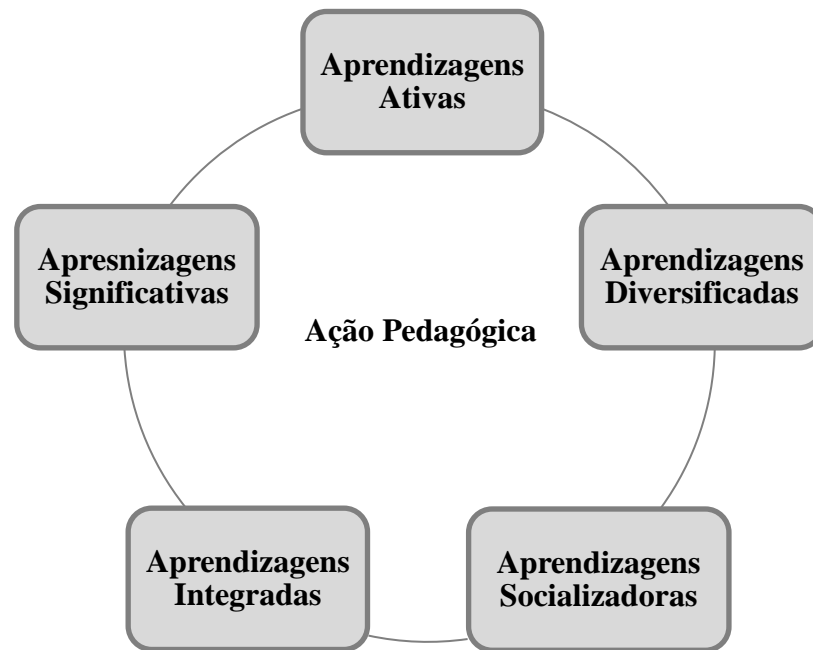 Aprendizagens
Ativas
Apresnizagens
Significativas
Aprendizagens
Diversificadas
Ação Pedagógica
Aprendizagens
Integradas
Aprendizagens
Socializadoras